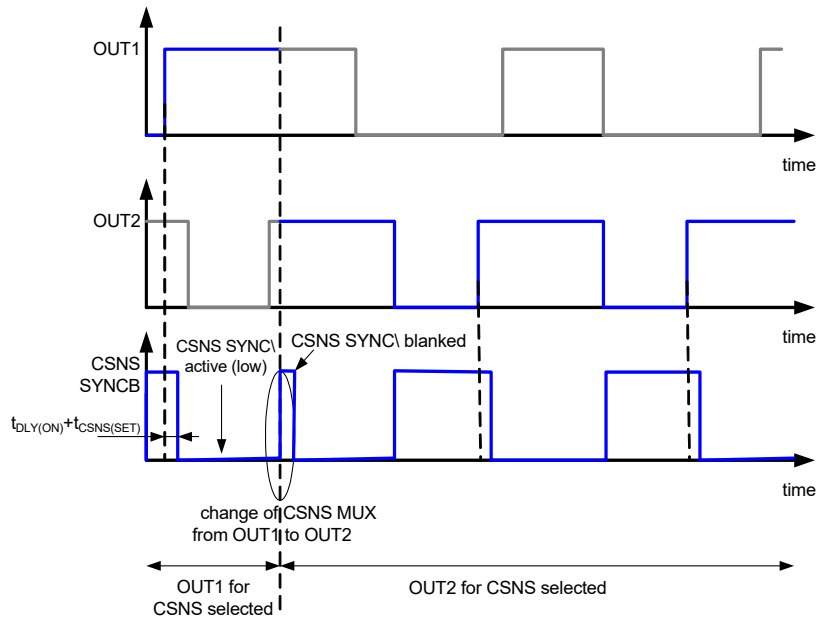 OUT1
time
OUT2
time
CSNS SYNC\ blanked
CSNS SYNC\
active (low)
CSNS
SYNCB
tDLY(ON)+tCSNS(SET)
time
change of CSNS MUX
from OUT1 to OUT2
OUT1 for
CSNS selected
OUT2 for CSNS selected